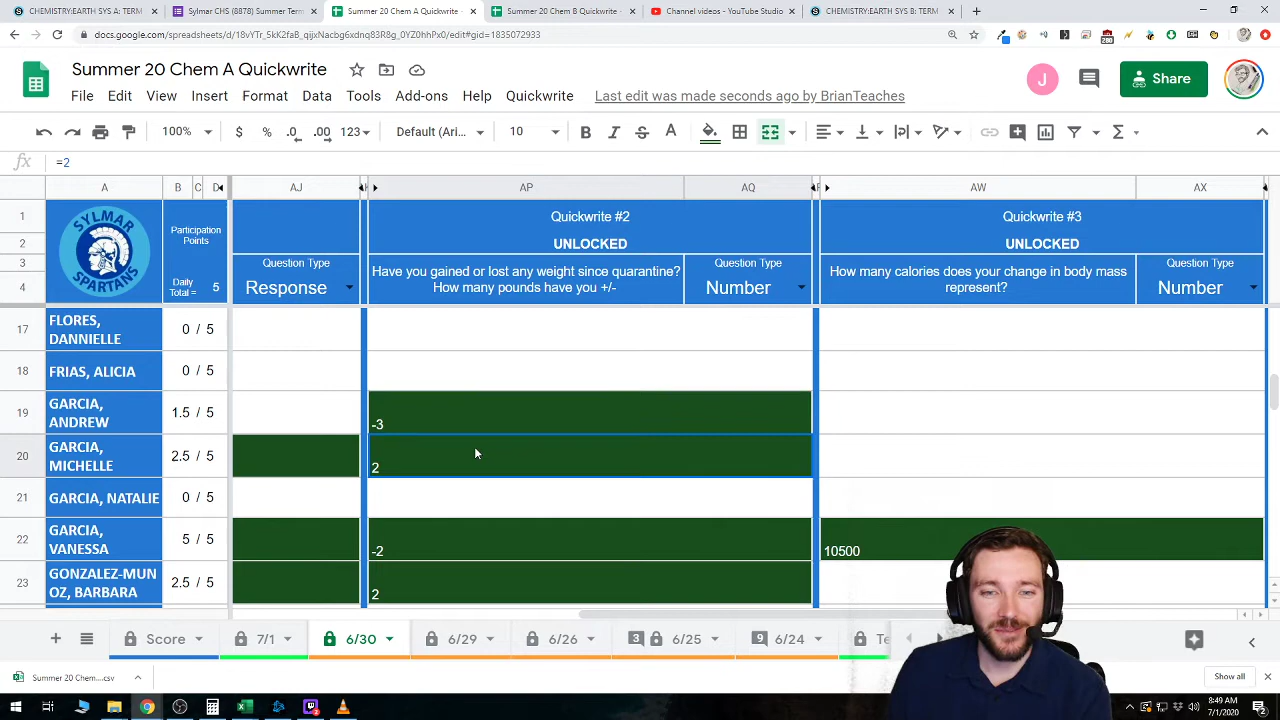 CHEMISTRY:EARTH SYS A: TERM
Sylmar CHS (8878) Summer Term
Summer 20 Chem A Quickwrite
Summer 20 Chem B Quickwrite
Channel videos - YouTube Studio
CHEMISTRY:EARTH SYS B: TERM
Summer 20 Chem A Quickwrite
Share
File Edit View Insert Format Data Tools Add-ons Help Quickwrite Last edit was made seconds ago by BrianTeaches
100% $ % .0 .00 123 Default (Ari... 10 B I S A
fx =2
A B C D AJ AP AQ AW AX
1 Quickwrite #2 Quickwrite #3
2 UNLOCKED UNLOCKED
3
4
SYLMAR
SPARTANS
Participation
Points
Daily
Total = 5
Question Type
Response
Have you gained or lost any weight since quarantine?
How many pounds have you +/-
Question Type
Number
How many calories does your change in body mass
represent?
Question Type
Number
17 FLORES,
DANNIELLE 0 / 5
18 FRIAS, ALICIA 0 / 5
19 GARCIA,
ANDREW 1.5 / 5 -3
20 GARCIA,
MICHELLE 2.5 / 5 2
21 GARCIA, NATALIE 0 / 5
22 GARCIA,
VANESSA 5 / 5 -2 10500
23 GONZALEZ-MUN
OZ, BARBARA 2.5 / 5 2
Score 7/1 6/30 6/29 6/26 3 6/25 9 6/24
Summer 20 Chem....csv
Show all
8:49 AM
7/1/2020